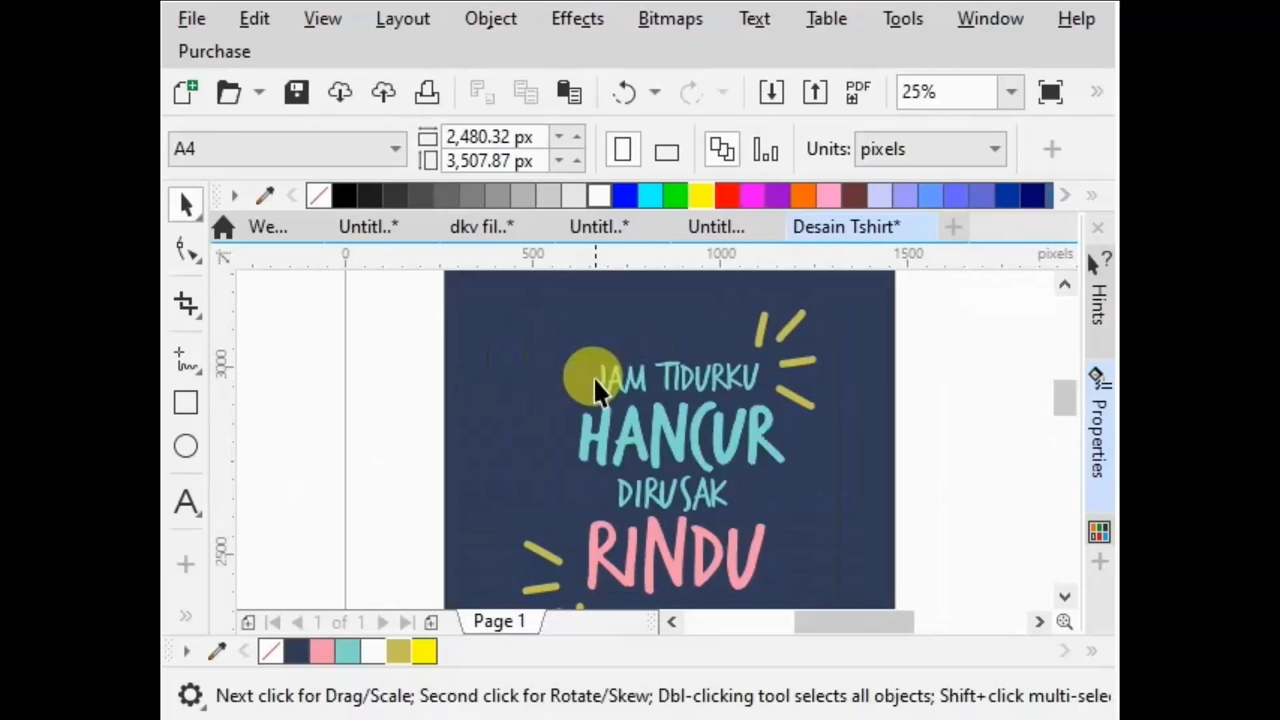 File Edit View Layout Object Effects Bitmaps Text Table Tools Window Help
Purchase
PDF 25%
A4 2,480.32 px Units: pixels
3,507.87 px
We... Untitl..* dkv fil..* Untitl..* Untitl... Desain Tshirt*
0 500 1000 1500 pixels
Hints
3000
JAM TIDURKU
HANCUR
Properties
DIRUSAK
RINDU
2500
1 of 1 Page 1
Next click for Drag/Scale; Second click for Rotate/Skew; Dbl-clicking tool selects all objects; Shift+click multi-sele